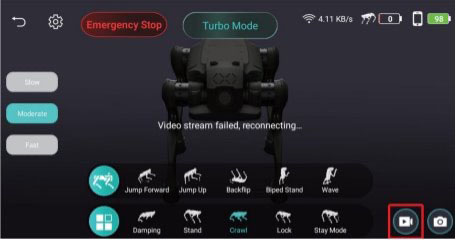 Emergency Stop
Turbo Mode
4.11 KB/s
0
98
Slow
Moderate
Fast
Video stream failed, reconnecting...
Jump Forward Jump Up Backflip Biped Stand Wave
Damping Stand Crawl Lock Stay Mode